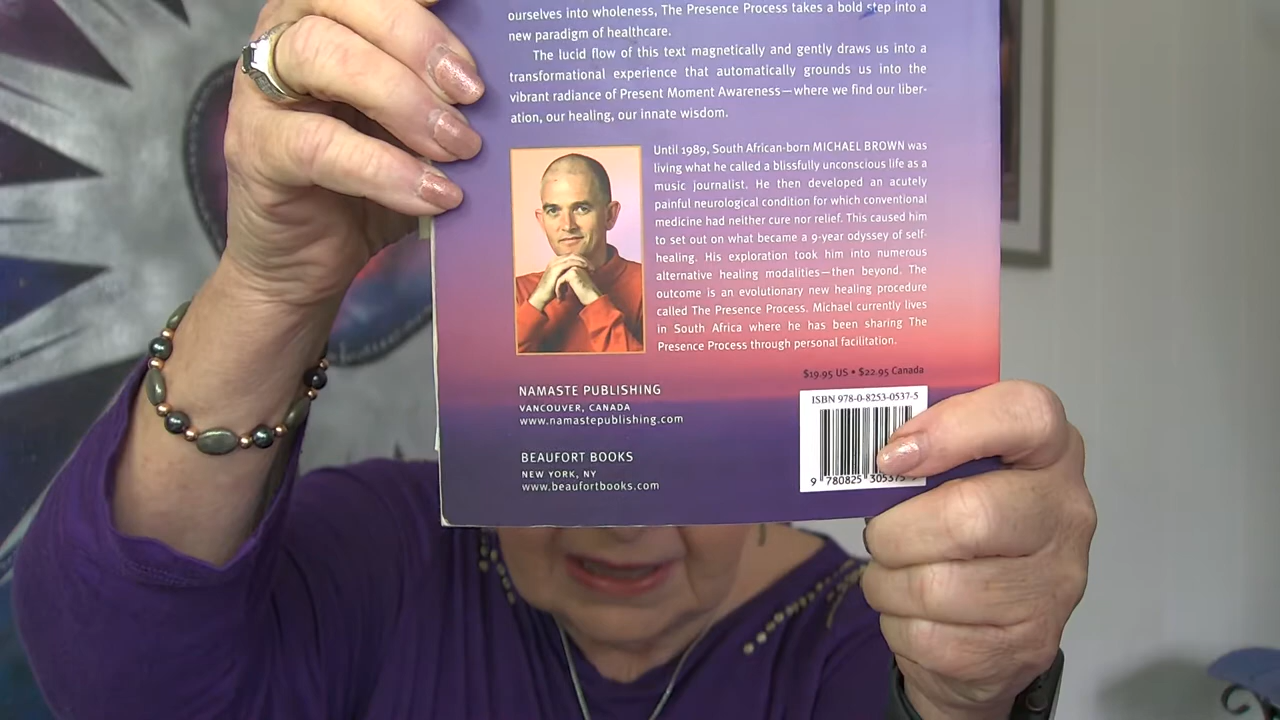 ourselves into wholeness, The Presence Process takes a bold step into a
new paradigm of healthcare.
The lucid flow of this text magnetically and gently draws us into a
transformational experience that automatically grounds us into the
vibrant radiance of Present Moment Awareness—where we find our liber-
ation, our healing, our innate wisdom.
Until 1989, South African-born MICHAEL BROWN was
living what he called a blissfully unconscious life as a
music journalist. He then developed an acutely
painful neurological condition for which conventional
medicine had neither cure nor relief. This caused him
to set out on what became a 9-year odyssey of self-
healing. His exploration took him into numerous
alternative healing modalities—then beyond. The
outcome is an evolutionary new healing procedure
called The Presence Process. Michael currently lives
in South Africa where he has been sharing The
Presence Process through personal facilitation.
$19.95 US • $22.95 Canada
NAMASTE PUBLISHING
VANCOUVER, CANADA
www.namastepublishing.com
ISBN 978-0-8253-0537-5
BEAUFORT BOOKS
NEW YORK, NY
www.beaufortbooks.com
9 780825 305375